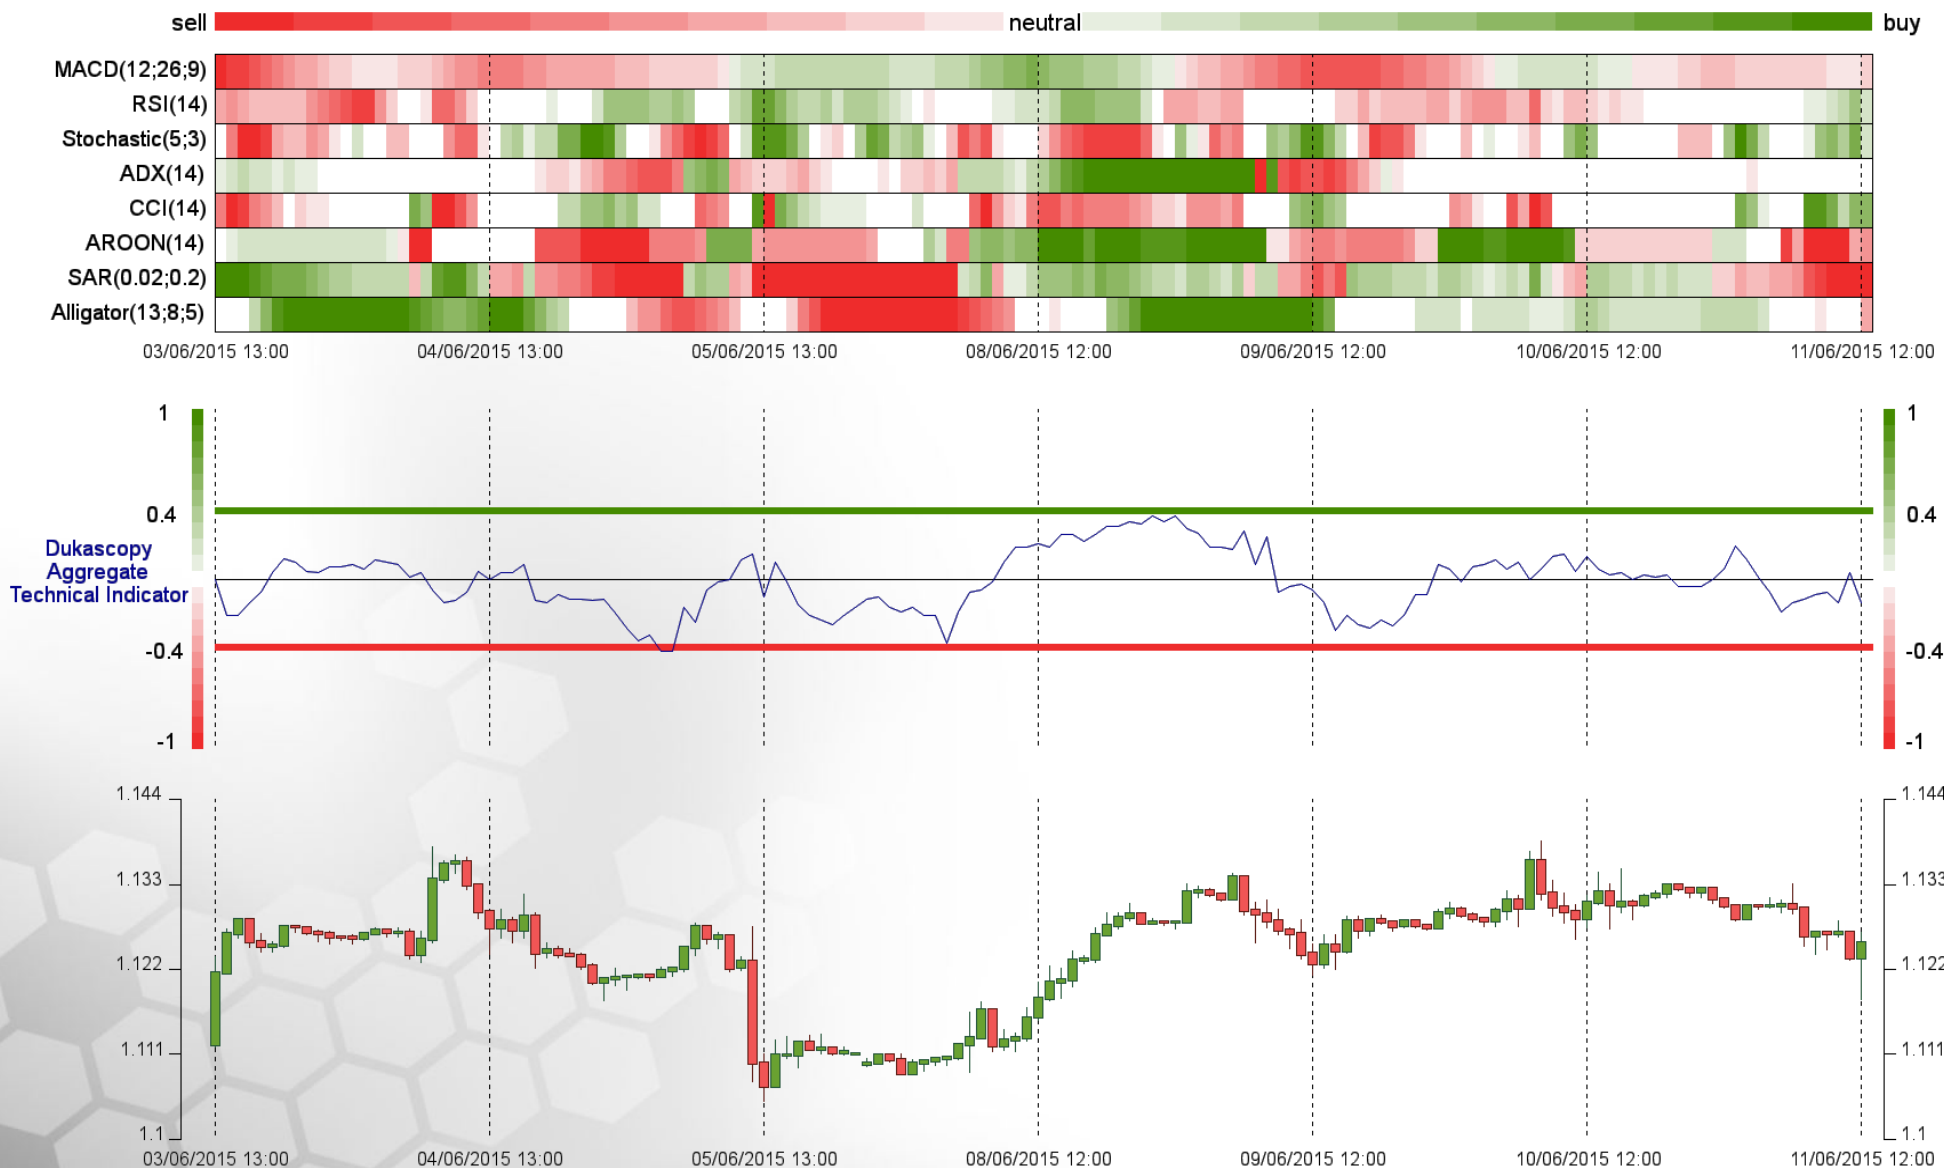 sell neutral buy
MACD(12;26;9)
RSI(14)
Stochastic(5;3)
ADX(14)
CCI(14)
AROON(14)
SAR(0.02;0.2)
Alligator(13;8;5)
03/06/2015 13:00 04/06/2015 13:00 05/06/2015 13:00 08/06/2015 12:00 09/06/2015 12:00 10/06/2015 12:00 11/06/2015 12:00
1 1
0.4 0.4
Dukascopy
Aggregate
Technical Indicator
-0.4 -0.4
-1 -1
1.144 1.144
1.133 1.133
1.122 1.122
1.111 1.111
1.1 1.1
03/06/2015 13:00 04/06/2015 13:00 05/06/2015 13:00 08/06/2015 12:00 09/06/2015 12:00 10/06/2015 12:00 11/06/2015 12:00